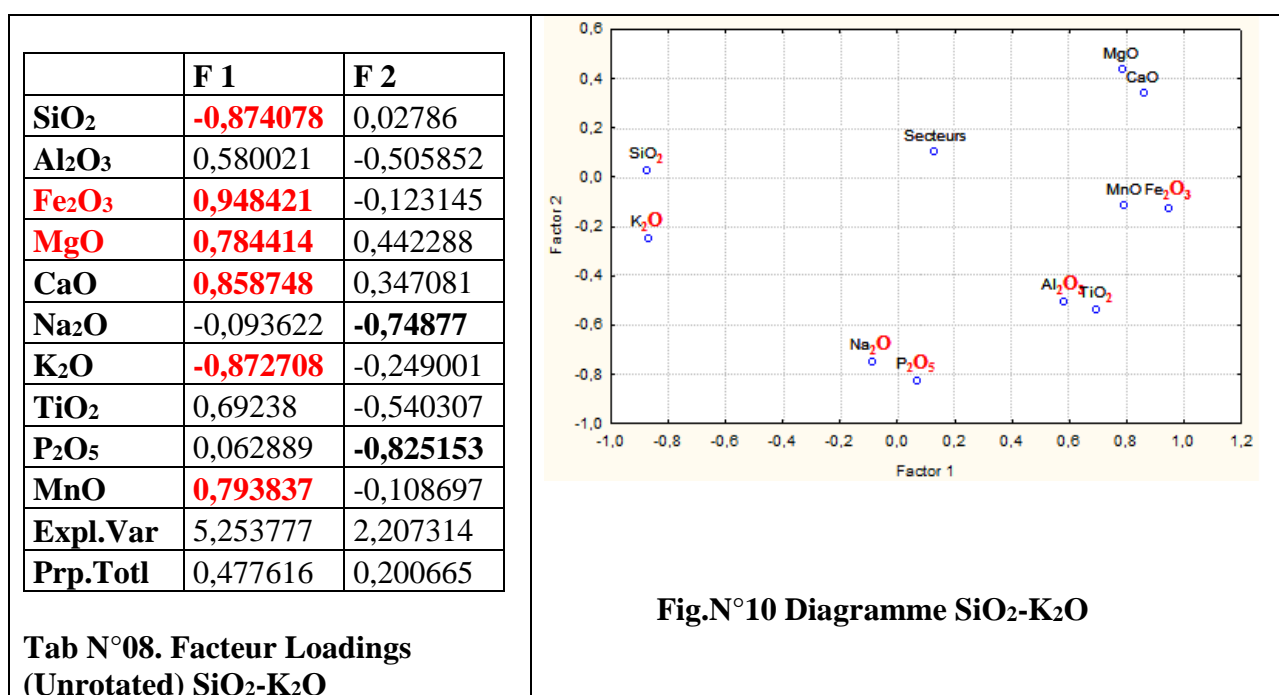 F 1 F 2
SiO₂ -0,874078 0,02786
Al₂O₃ 0,580021 -0,505852
Fe₂O₃ 0,948421 -0,123145
MgO 0,784414 0,442288
CaO 0,858748 0,347081
Na₂O -0,093622 -0,74877
K₂O -0,872708 -0,249001
TiO₂ 0,69238 -0,540307
P₂O₅ 0,062889 -0,825153
MnO 0,793837 -0,108697
Expl.Var 5,253777 2,207314
Prp.Totl 0,477616 0,200665
Tab N°08. Facteur Loadings
(Unrotated) SiO₂-K₂O
0,6
MgO
0,4
CaO
0,2
Secteurs
SiO₂
0,0
MnO Fe₂O₃
K₂O
-0,2
Factor 2
-0,4
Al₂O₃ TiO₂
-0,6
Na₂O
P₂O₅
-0,8
-1,0
-1,0 -0,8 -0,6 -0,4 -0,2 0,0 0,2 0,4 0,6 0,8 1,0 1,2
Factor 1
Fig.N°10 Diagramme SiO₂-K₂O